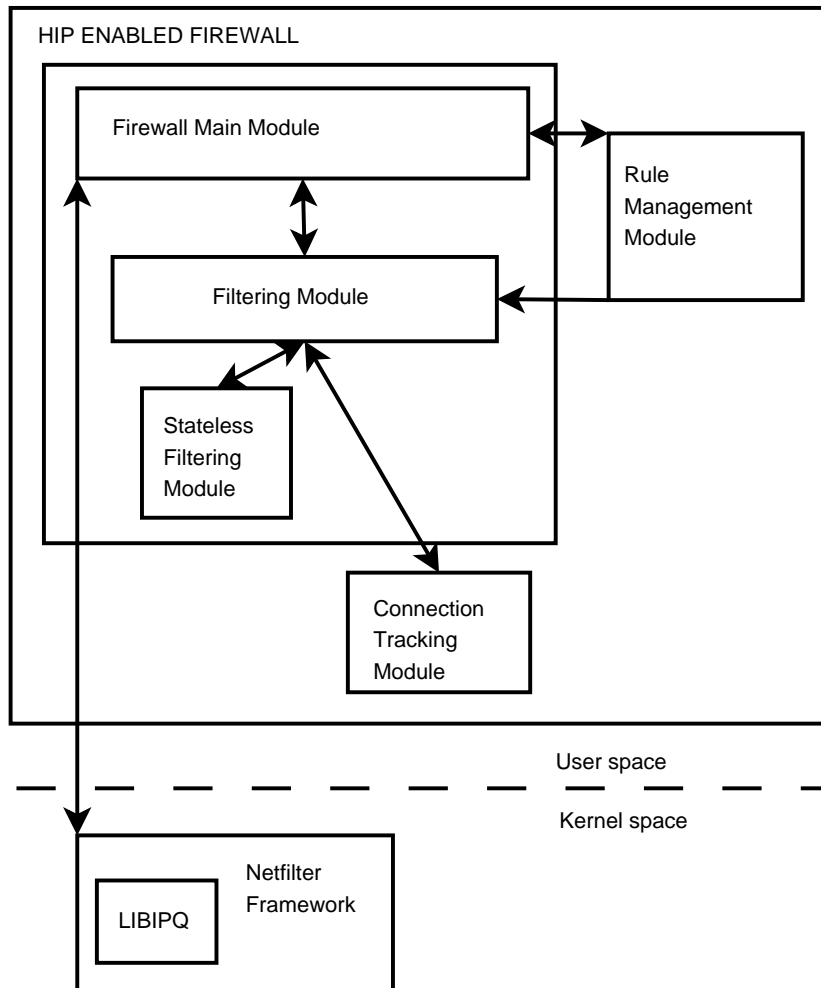 HIP ENABLED FIREWALL
Firewall Main Module
Rule
Management
Module
Filtering Module
Stateless
Filtering
Module
Connection
Tracking
Module
User space
Kernel space
Netfilter
Framework
LIBIPQ